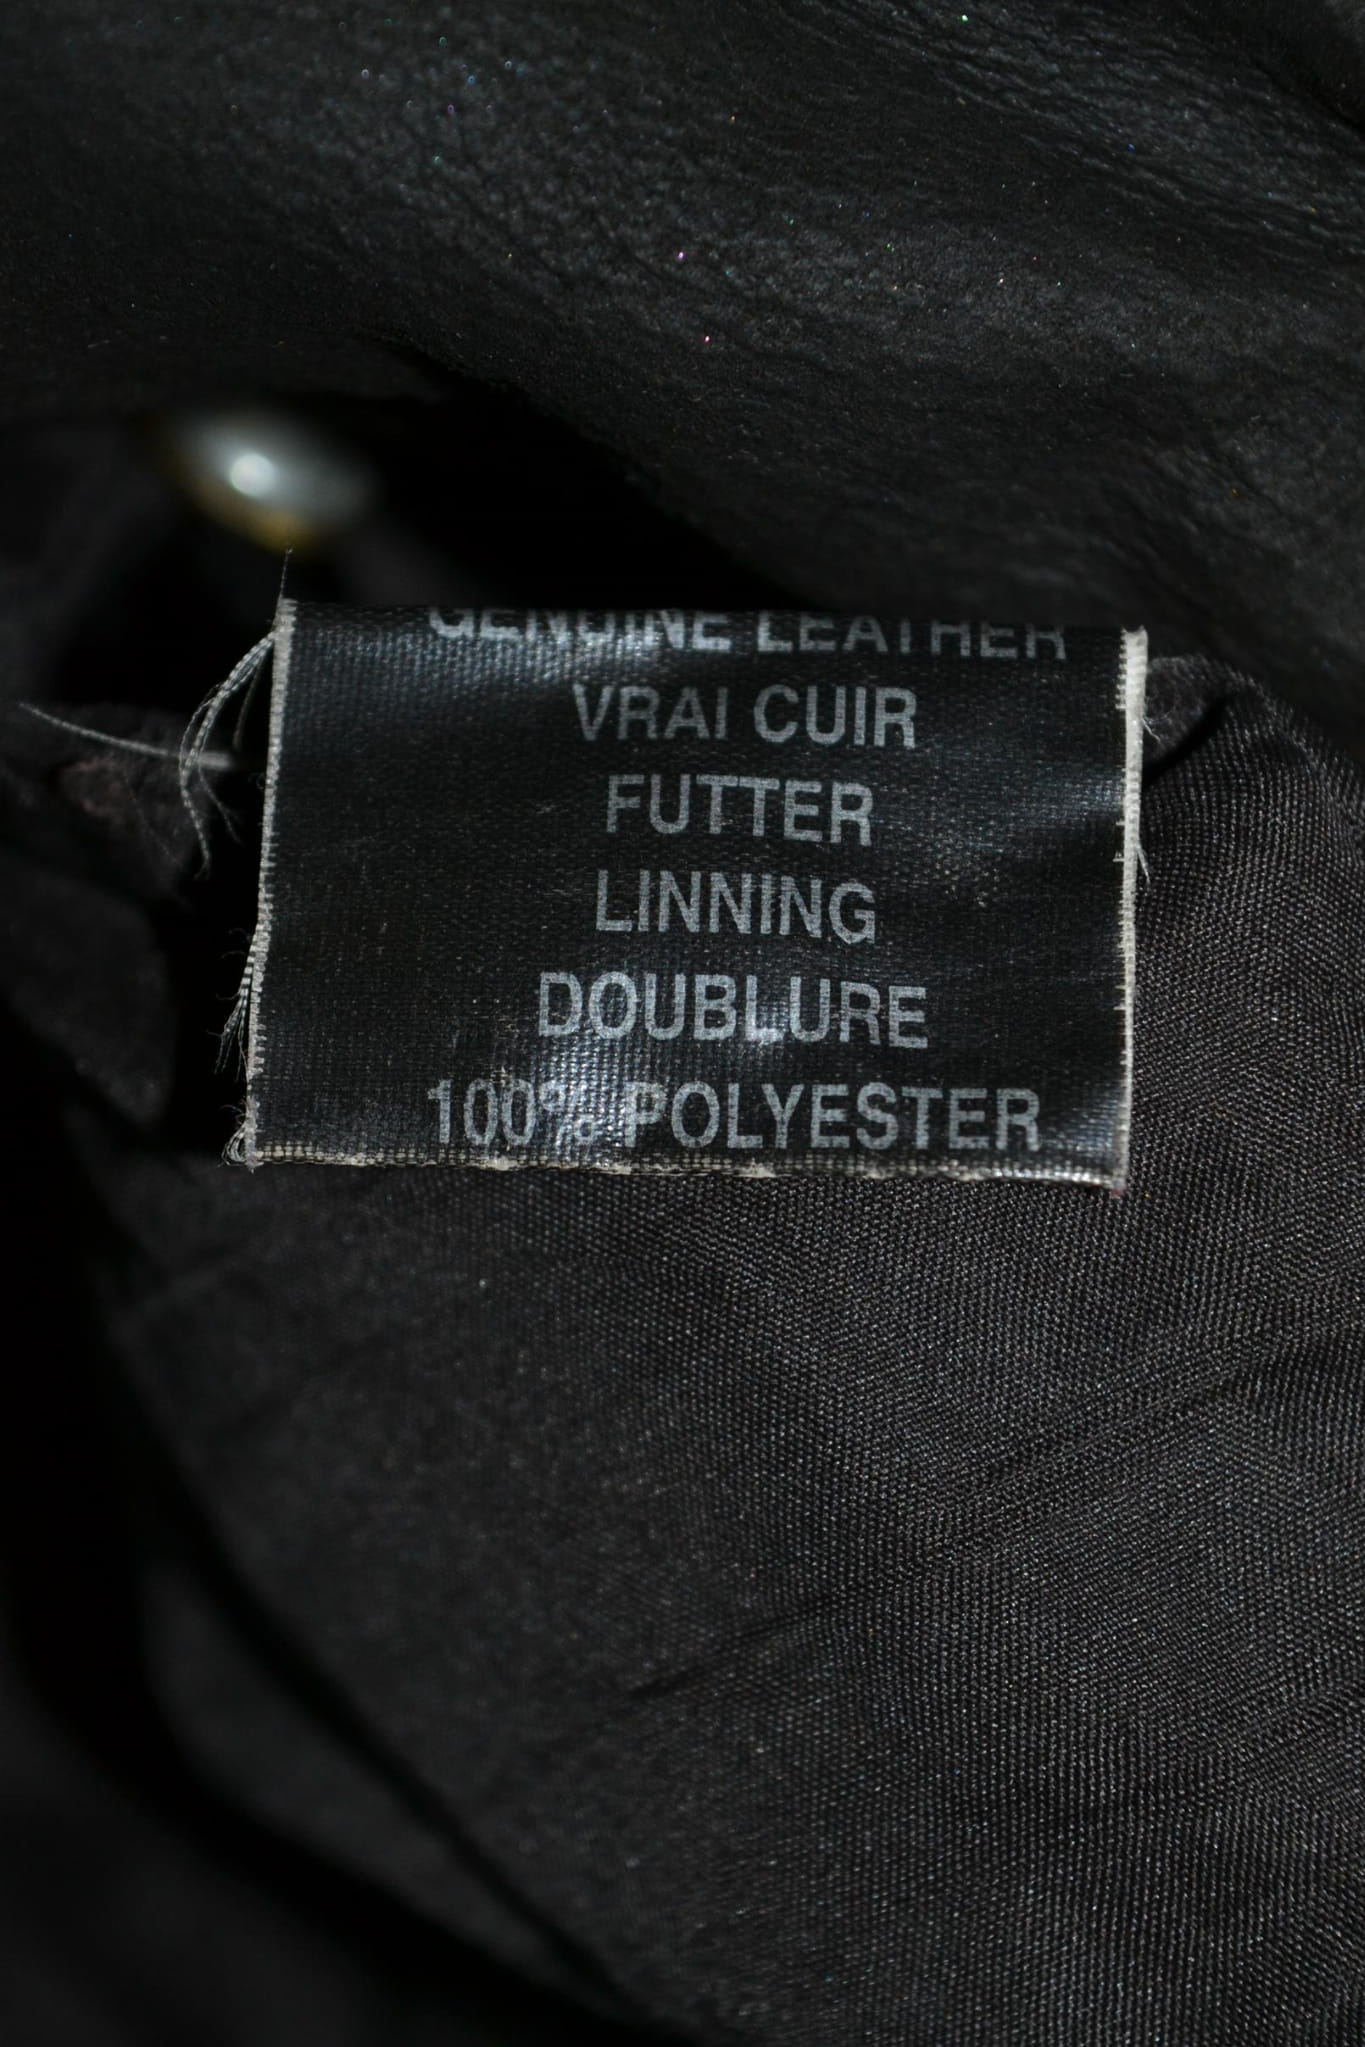 GENUINE LEATHER
VRAI CUIR
FUTTER
LINNING
DOUBLURE
100% POLYESTER